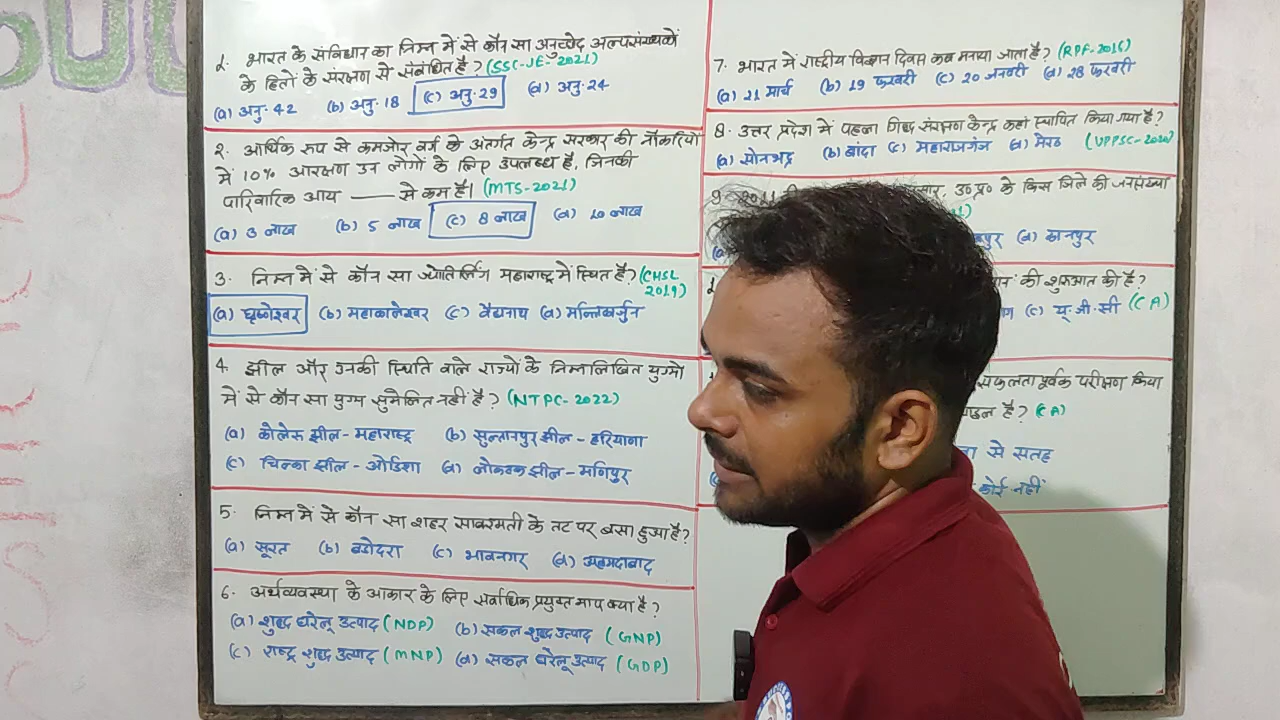 1. भारत के संविधान का निम्न में से कौन सा अनुच्छेद अल्पसंख्यकों
के हितों के संरक्षण से संबंधित है ? (SSC-JE-2021)
(a) अनु. 42 (b) अनु. 18 (c) अनु. 29 (d) अनु. 24
2. आर्थिक रूप से कमजोर वर्ग के अंतर्गत केन्द्र सरकार की नौकरियों
में 10% आरक्षण उन लोगों के लिए उपलब्ध है, जिनकी
पारिवारिक आय —— से कम है। (MTS-2021)
(a) 3 लाख (b) 5 लाख (c) 8 लाख (d) 10 लाख
3. निम्न में से कौन सा ज्योतिर्लिंग महाराष्ट्र में स्थित है? (CHSL
2019)
(a) घृष्णेश्वर (b) महाकालेश्वर (c) वैद्यनाथ (d) मल्लिकार्जुन
4. झील और उनकी स्थिति वाले राज्यों के निम्नलिखित युग्मो
में से कौन सा युग्म सुमेलित नहीं है ? (NTPC-2022)
(a) कोलेरु झील - महाराष्ट्र (b) सुल्तानपुर झील - हरियाणा
(c) चिल्का झील - ओडिशा (d) लोकटक झील - मणिपुर
5. निम्न में से कौन सा शहर साबरमती के तट पर बसा हुआ है?
(a) सूरत (b) बडोदरा (c) भावनगर (d) अहमदाबाद
6. अर्थव्यवस्था के आकार के लिए सर्वाधिक प्रयुक्त माप क्या है ?
(a) शुद्ध घरेलू उत्पाद (NDP) (b) सकल शुद्ध उत्पाद (GNP)
(c) राष्ट्र शुद्ध उत्पाद (MNP) (d) सकल घरेलू उत्पाद (GDP)
7. भारत में राष्ट्रीय विज्ञान दिवस कब मनाया जाता है ? (RPF-2016)
(a) 21 मार्च (b) 19 फरवरी (c) 20 जनवरी (d) 28 फरवरी
8. उत्तर प्रदेश में पहला गिद्ध संरक्षण केन्द्र कहां स्थापित किया गया है ?
(a) सोनभद्र (b) बांदा (c) महाराजगंज (d) मेरठ (UPPSC-2020)
9. 2011 उ०प्र० के किस जिले की जनसंख्या
(d) कानपुर
की शुरूआत की है ?
(c) यू.जी.सी (CA)
सफलतापूर्वक परीक्षण किया
है ? (CA)
से सतह
कोई नहीं